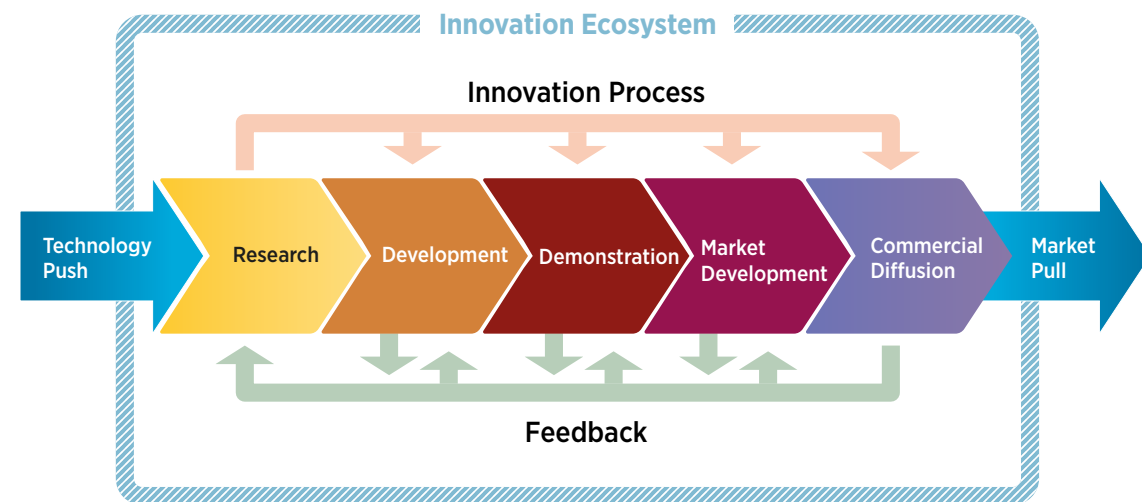 Innovation Ecosystem
Innovation Process
Technology
Push
Research
Development
Demonstration
Market
Development
Commercial
Diffusion
Market
Pull
Feedback